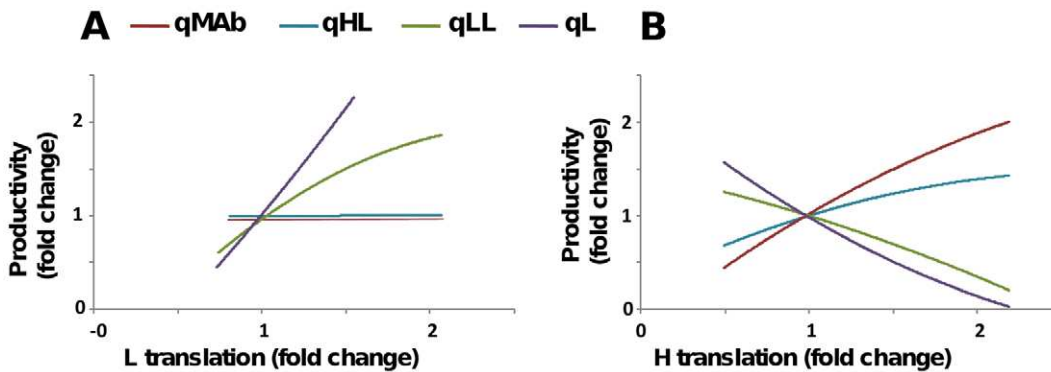 A qMAb qHL qLL qL B
Productivity
(fold change)
2
1
0
-0 1 2
L translation (fold change)
Productivity
(fold change)
2
1
0
0 1 2
H translation (fold change)